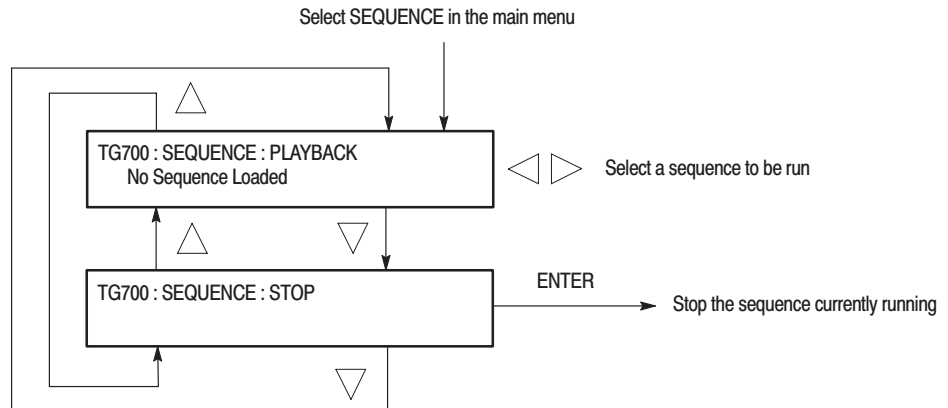 Select SEQUENCE in the main menu
TG700 : SEQUENCE : PLAYBACK
No Sequence Loaded
Select a sequence to be run
TG700 : SEQUENCE : STOP
ENTER
Stop the sequence currently running